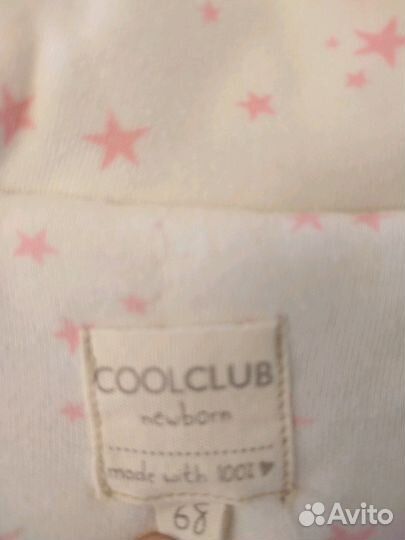 COOLCLUB
newborn
made with 100% ♥
68
Avito